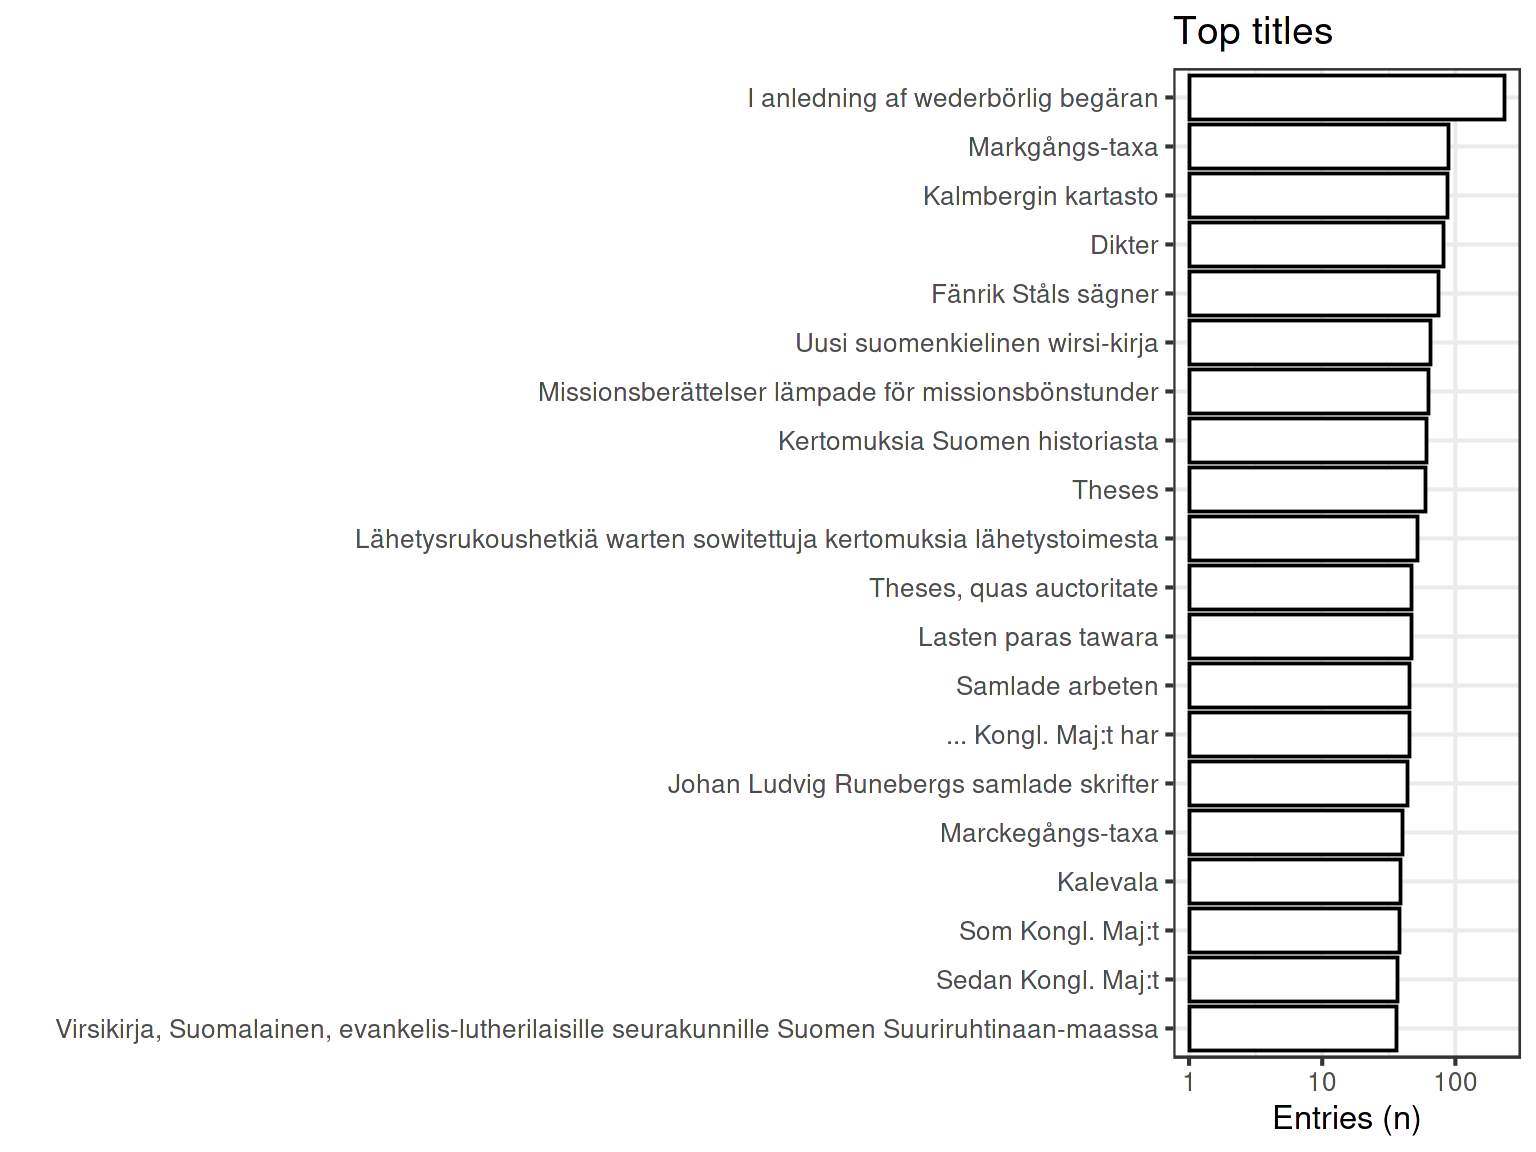 Top titles
I anledning af wederbörlig begäran
Markgångs-taxa
Kalmbergin kartasto
Dikter
Fänrik Ståls sägner
Uusi suomenkielinen wirsi-kirja
Missionsberättelser lämpade för missionsbönstunder
Kertomuksia Suomen historiasta
Theses
Lähetysrukoushetkiä warten sowitettuja kertomuksia lähetystoimesta
Theses, quas auctoritate
Lasten paras tawara
Samlade arbeten
... Kongl. Maj:t har
Johan Ludvig Runebergs samlade skrifter
Marckegångs-taxa
Kalevala
Som Kongl. Maj:t
Sedan Kongl. Maj:t
Virsikirja, Suomalainen, evankelis-lutherilaisille seurakunnille Suomen Suuriruhtinaan-maassa
1 10 100
Entries (n)